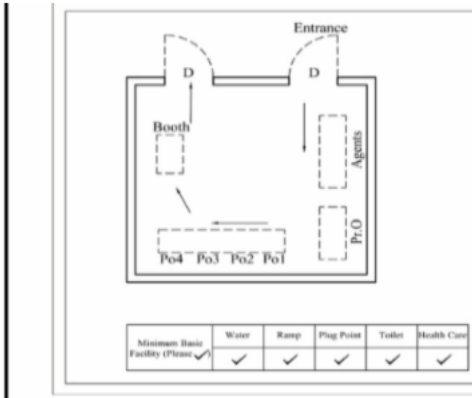 Entrance
D D
Booth
Agents
Pr.O
Po4 Po3 Po2 Po1
Minimum Basic Facility (Please ✓) Water Ramp Plug Point Toilet Health Care
✓ ✓ ✓ ✓ ✓